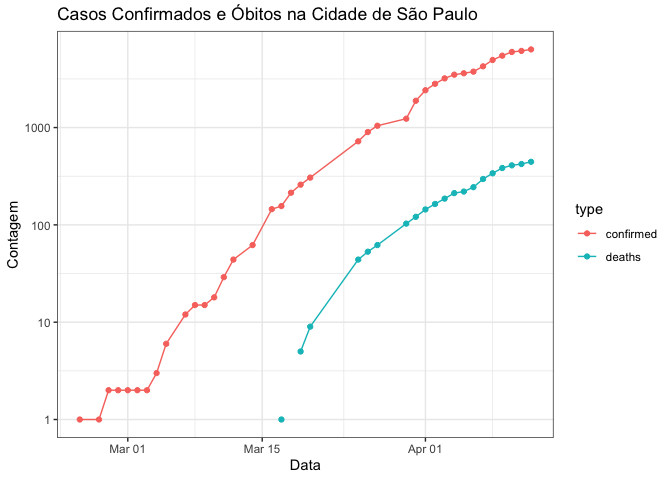 Casos Confirmados e Óbitos na Cidade de São Paulo
Contagem
1000
100
10
1
Mar 01
Mar 15
Apr 01
Data
type
confirmed
deaths